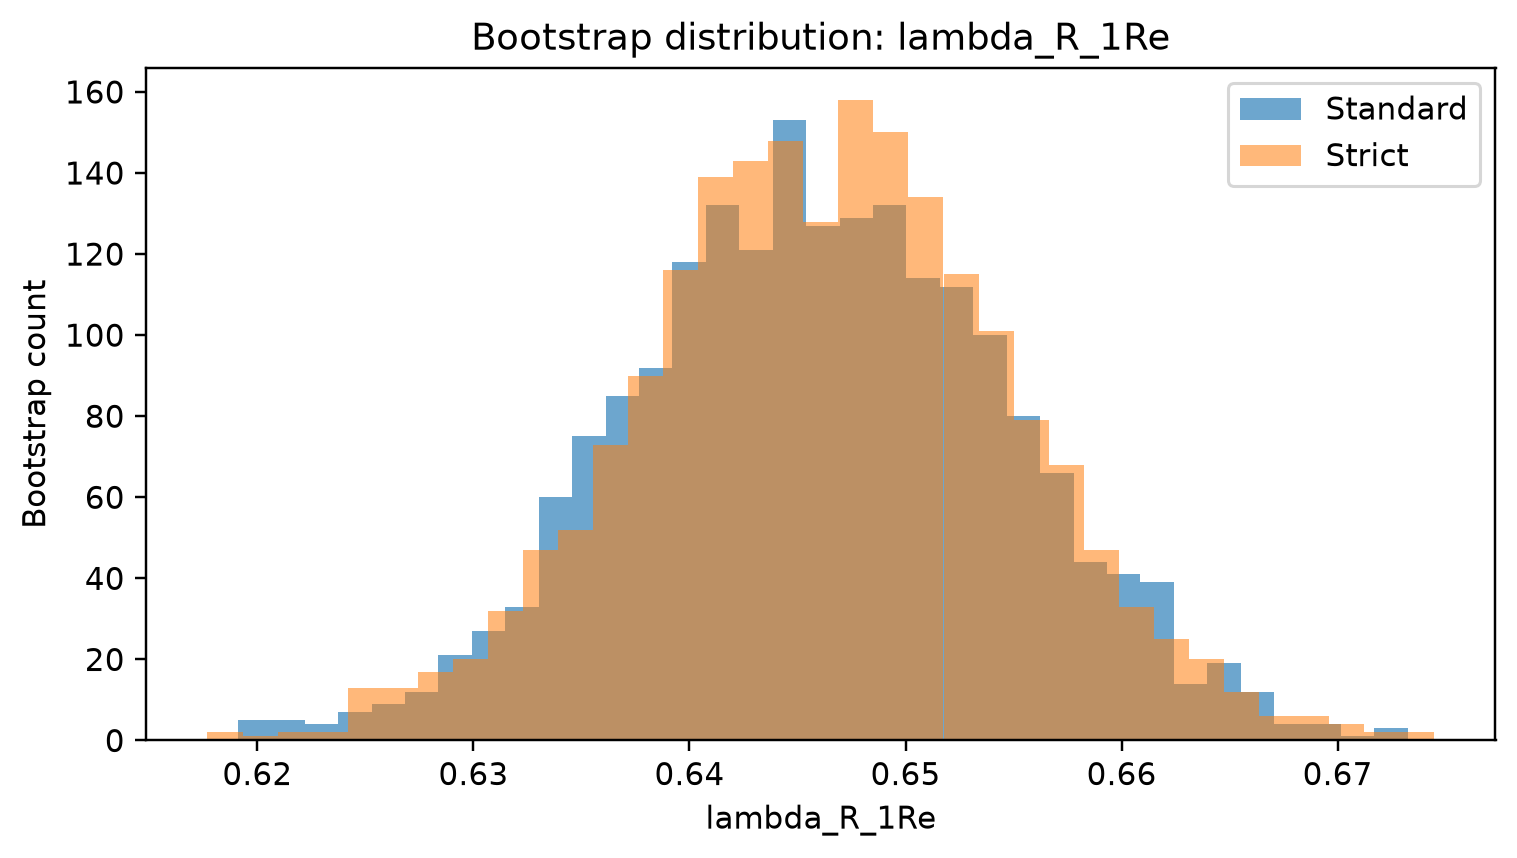 Bootstrap distribution: lambda_R_1Re
Standard
Strict
Bootstrap count
160
140
120
100
80
60
40
20
0
0.62 0.63 0.64 0.65 0.66 0.67
lambda_R_1Re